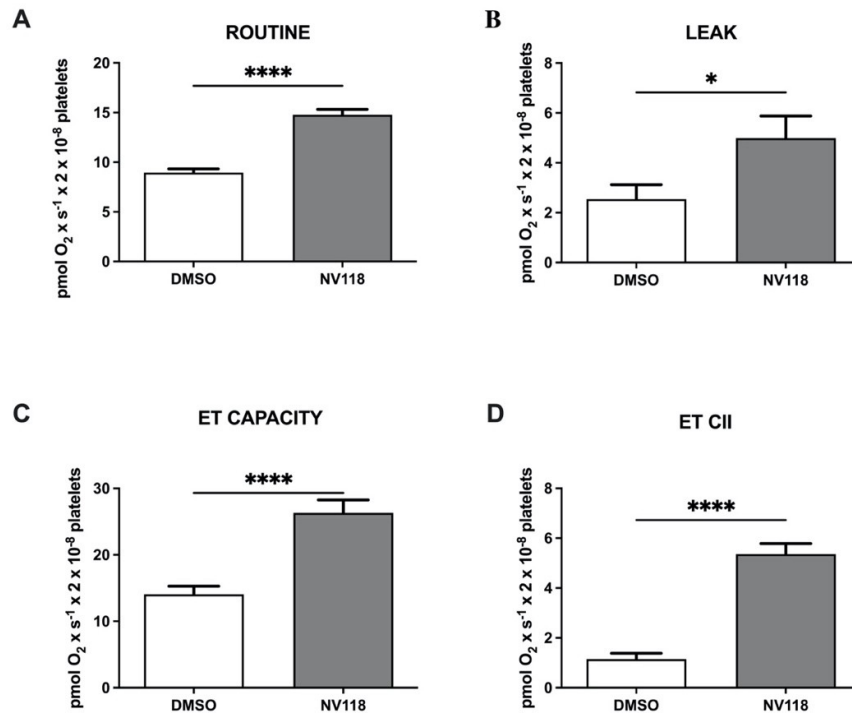 A
ROUTINE
pmol O₂ x s⁻¹ x 2 x 10⁻⁸ platelets
20
15
10
5
0
****
DMSO
NV118
B
LEAK
pmol O₂ x s⁻¹ x 2 x 10⁻⁸ platelets
8
6
4
2
0
*
DMSO
NV118
C
ET CAPACITY
pmol O₂ x s⁻¹ x 2 x 10⁻⁸ platelets
30
20
10
0
****
DMSO
NV118
D
ET CII
pmol O₂ x s⁻¹ x 2 x 10⁻⁸ platelets
8
6
4
2
0
****
DMSO
NV118